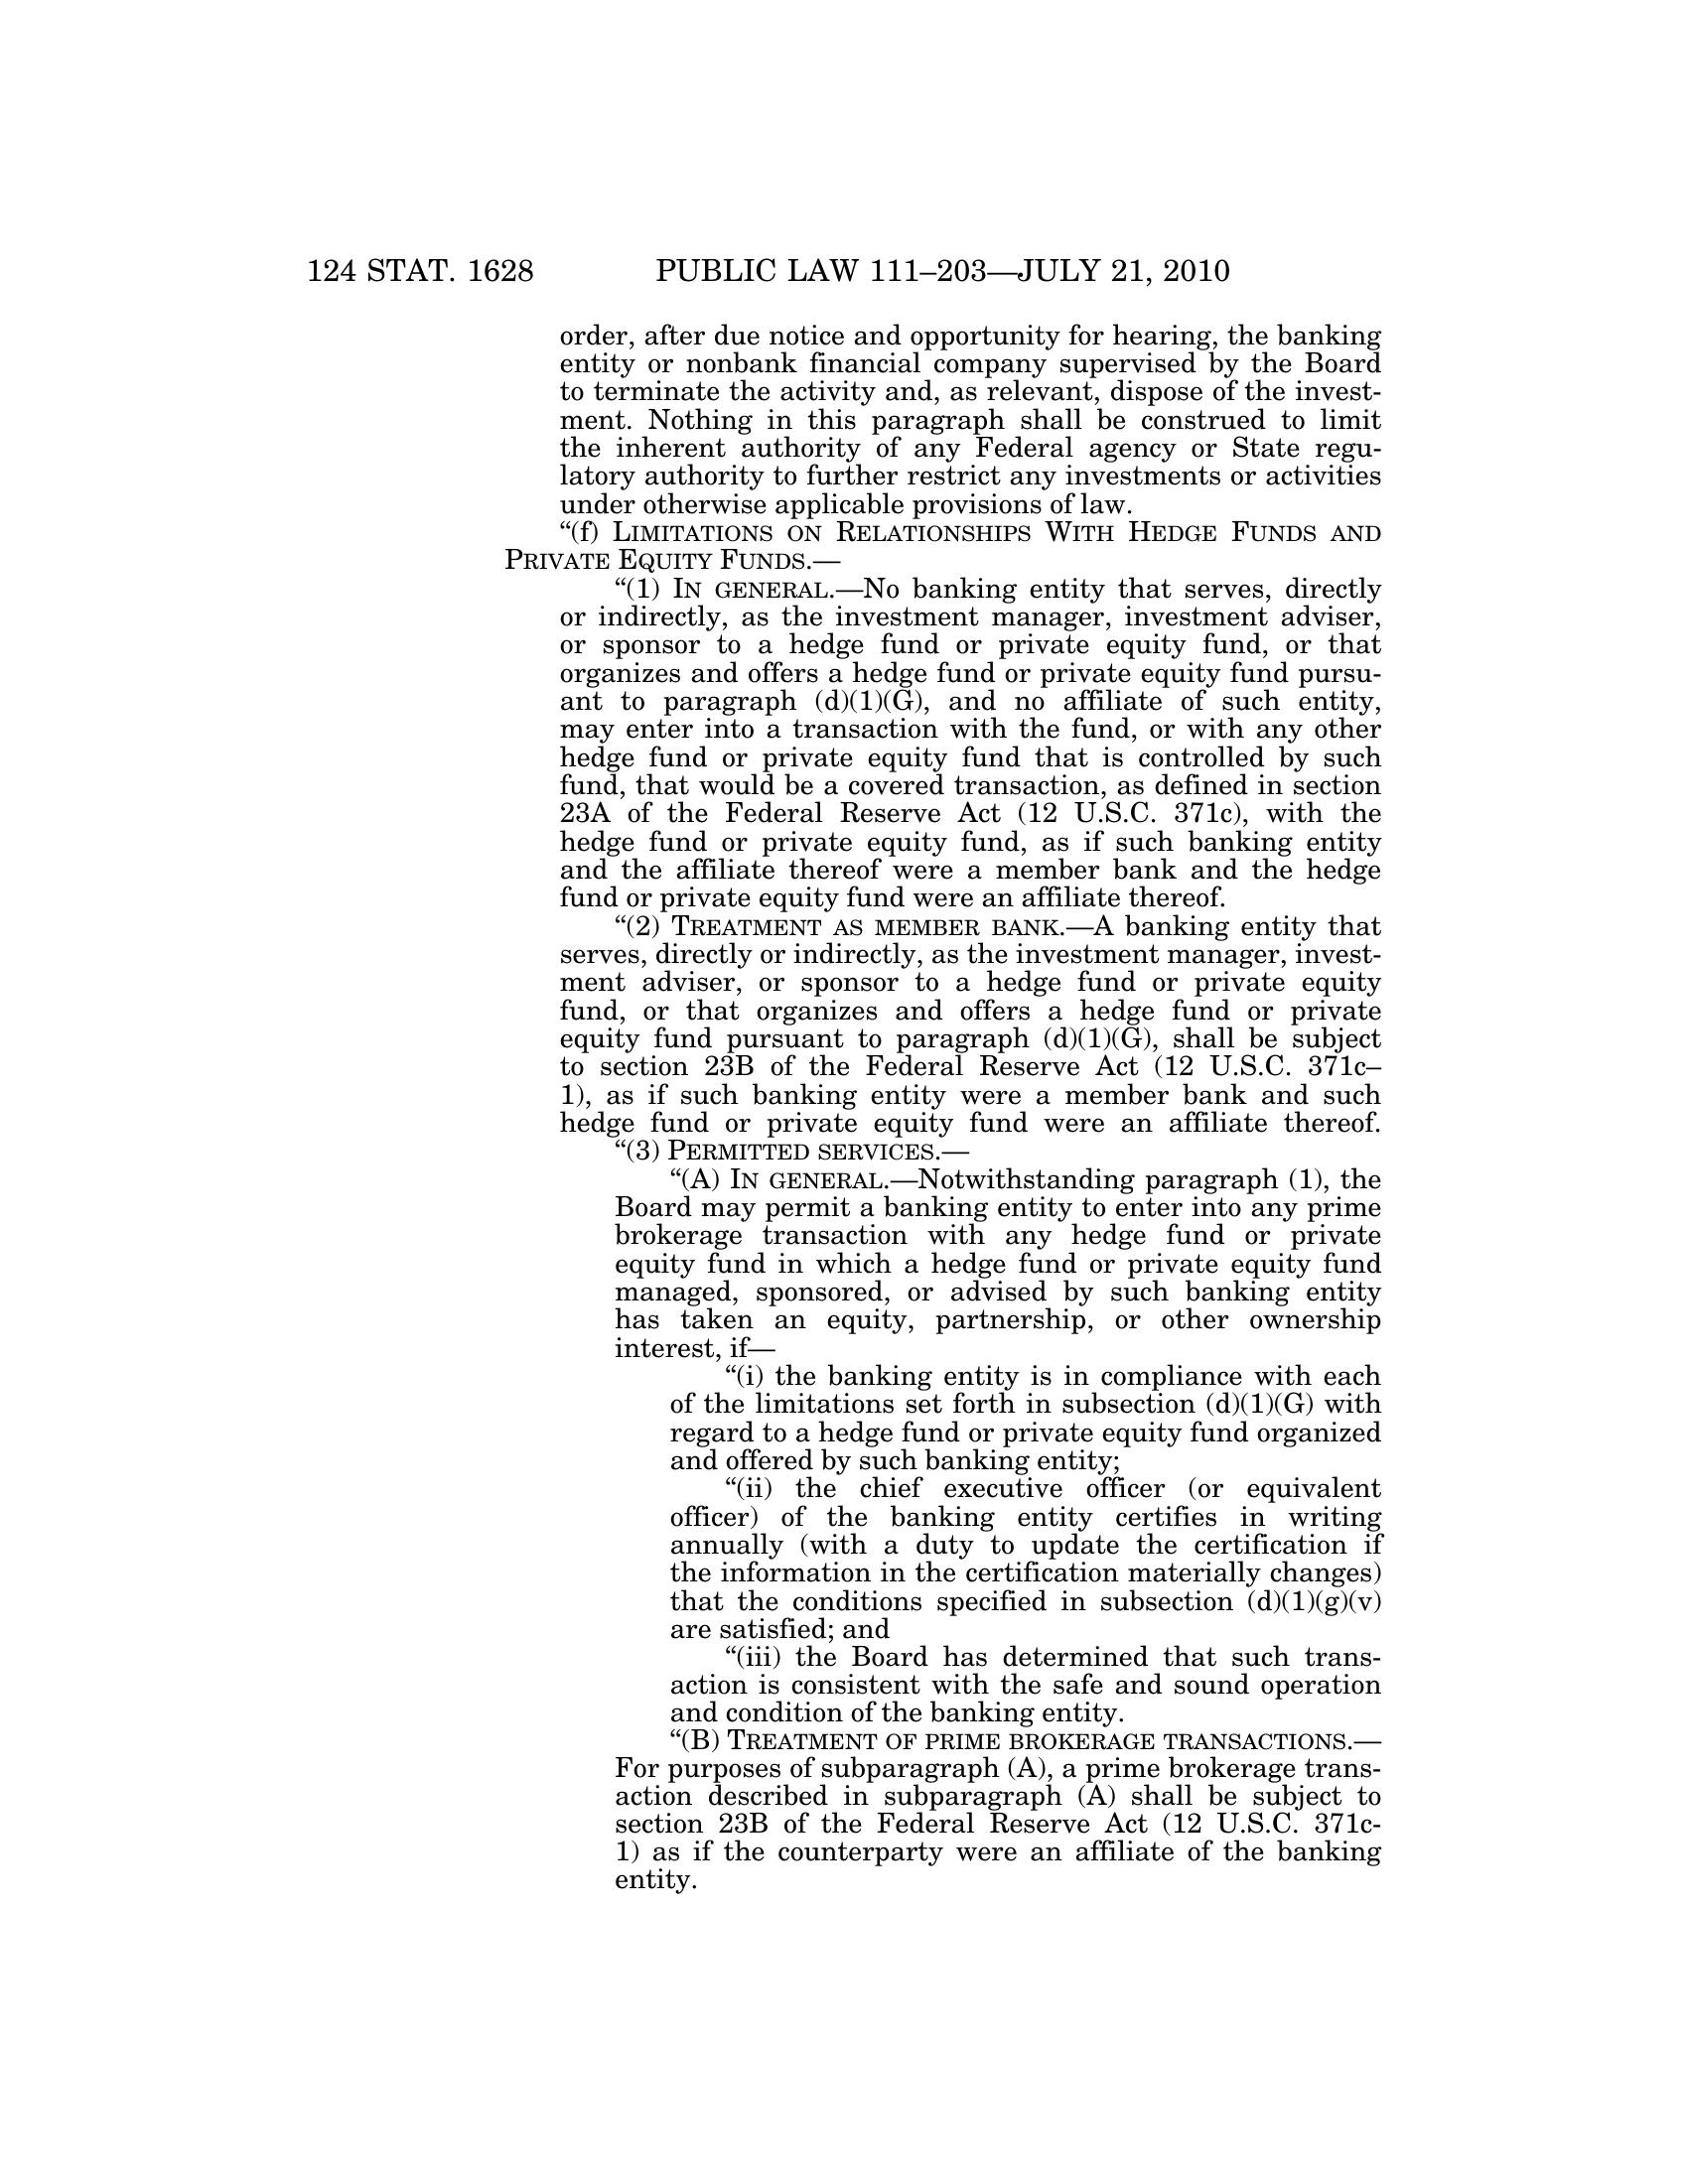 124 STAT. 1628 PUBLIC LAW 111–203—JULY 21, 2010
order, after due notice and opportunity for hearing, the banking
entity or nonbank financial company supervised by the Board
to terminate the activity and, as relevant, dispose of the invest-
ment. Nothing in this paragraph shall be construed to limit
the inherent authority of any Federal agency or State regu-
latory authority to further restrict any investments or activities
under otherwise applicable provisions of law.
“(f) LIMITATIONS ON RELATIONSHIPS WITH HEDGE FUNDS AND
PRIVATE EQUITY FUNDS.—
“(1) IN GENERAL.—No banking entity that serves, directly
or indirectly, as the investment manager, investment adviser,
or sponsor to a hedge fund or private equity fund, or that
organizes and offers a hedge fund or private equity fund pursu-
ant to paragraph (d)(1)(G), and no affiliate of such entity,
may enter into a transaction with the fund, or with any other
hedge fund or private equity fund that is controlled by such
fund, that would be a covered transaction, as defined in section
23A of the Federal Reserve Act (12 U.S.C. 371c), with the
hedge fund or private equity fund, as if such banking entity
and the affiliate thereof were a member bank and the hedge
fund or private equity fund were an affiliate thereof.
“(2) TREATMENT AS MEMBER BANK.—A banking entity that
serves, directly or indirectly, as the investment manager, invest-
ment adviser, or sponsor to a hedge fund or private equity
fund, or that organizes and offers a hedge fund or private
equity fund pursuant to paragraph (d)(1)(G), shall be subject
to section 23B of the Federal Reserve Act (12 U.S.C. 371c–
1), as if such banking entity were a member bank and such
hedge fund or private equity fund were an affiliate thereof.
“(3) PERMITTED SERVICES.—
“(A) IN GENERAL.—Notwithstanding paragraph (1), the
Board may permit a banking entity to enter into any prime
brokerage transaction with any hedge fund or private
equity fund in which a hedge fund or private equity fund
managed, sponsored, or advised by such banking entity
has taken an equity, partnership, or other ownership
interest, if—
“(i) the banking entity is in compliance with each
of the limitations set forth in subsection (d)(1)(G) with
regard to a hedge fund or private equity fund organized
and offered by such banking entity;
“(ii) the chief executive officer (or equivalent
officer) of the banking entity certifies in writing
annually (with a duty to update the certification if
the information in the certification materially changes)
that the conditions specified in subsection (d)(1)(g)(v)
are satisfied; and
“(iii) the Board has determined that such trans-
action is consistent with the safe and sound operation
and condition of the banking entity.
“(B) TREATMENT OF PRIME BROKERAGE TRANSACTIONS.—
For purposes of subparagraph (A), a prime brokerage trans-
action described in subparagraph (A) shall be subject to
section 23B of the Federal Reserve Act (12 U.S.C. 371c-
1) as if the counterparty were an affiliate of the banking
entity.